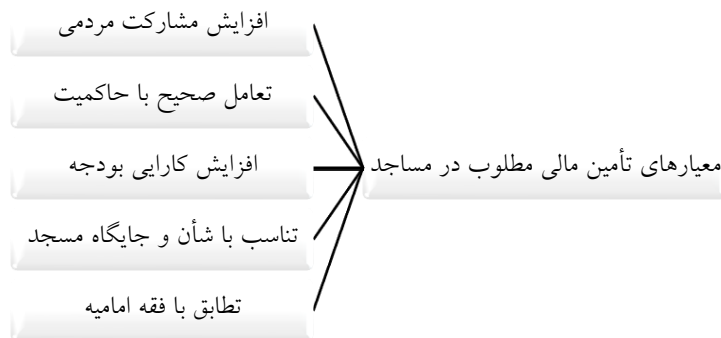 معیارهای تأمین مالی مطلوب در مساجد
افزایش مشارکت مردمی
تعامل صحیح با حاکمیت
افزایش کارایی بودجه
تناسب با شأن و جایگاه مسجد
تطابق با فقه امامیه